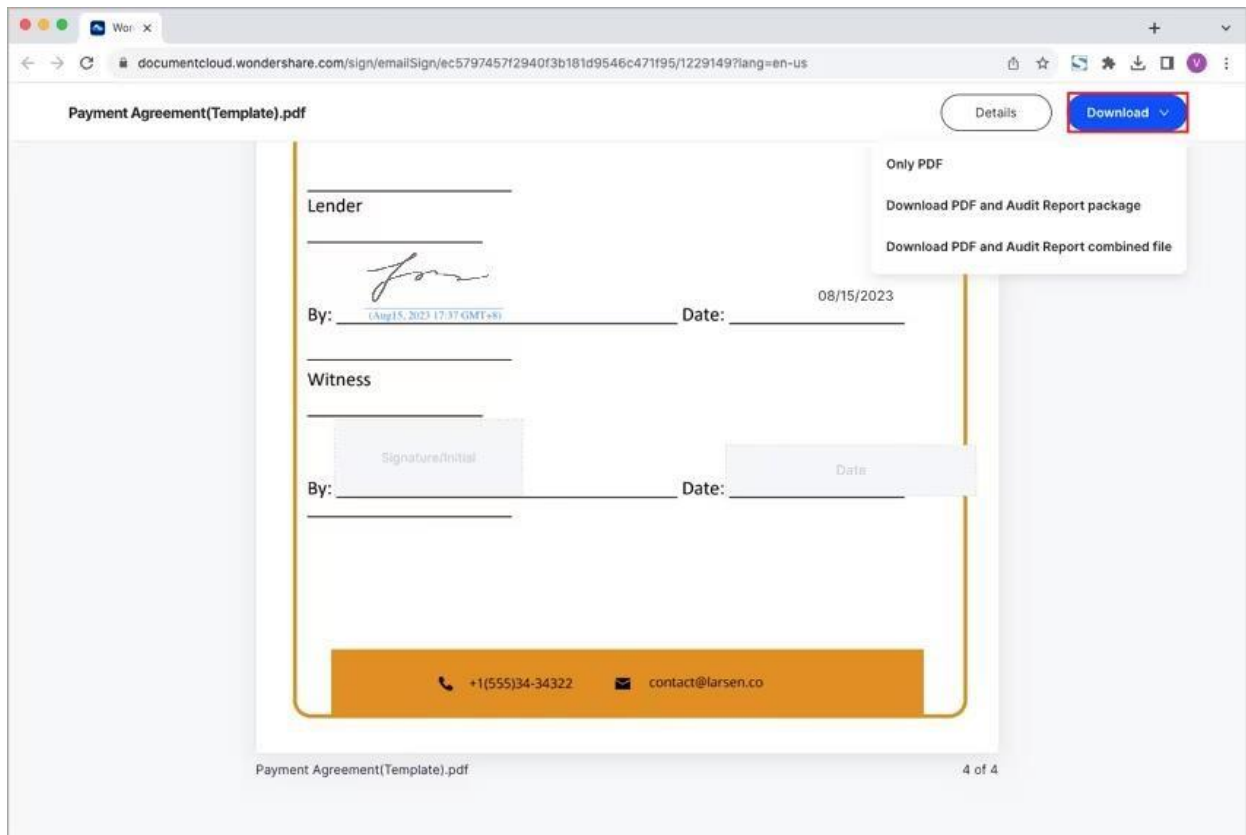 Wor
documentcloud.wondershare.com/sign/emailSign/ec5797457f2940f3b181d9546c471f95/1229149?lang=en-us
V
Payment Agreement(Template).pdf
Details
Download
Only PDF
Download PDF and Audit Report package
Download PDF and Audit Report combined file
Lender
08/15/2023
By: (Aug15, 2023 17:37 GMT+8) Date:
Witness
Signature/Initial
Date
By: Date:
+1(555)34-34322 contact@larsen.co
Payment Agreement(Template).pdf 4 of 4